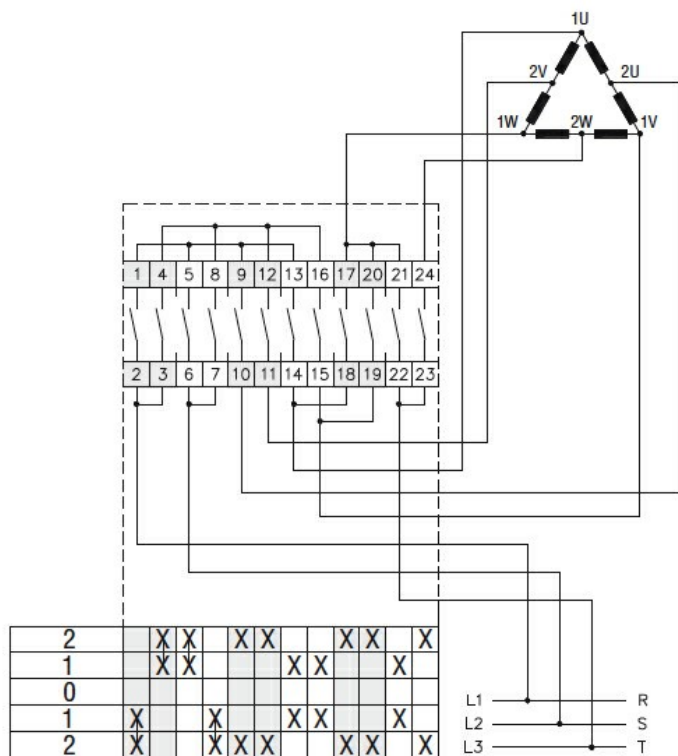 1U
2V 2U
1W 2W 1V
1 4 5 8 9 12 13 16 17 20 21 24
2 3 6 7 10 11 14 15 18 19 22 23
2 X X X X X X X
1 X X X X X
0
1 X X X X X
2 X X X X X X X
L1 R
L2 S
L3 T